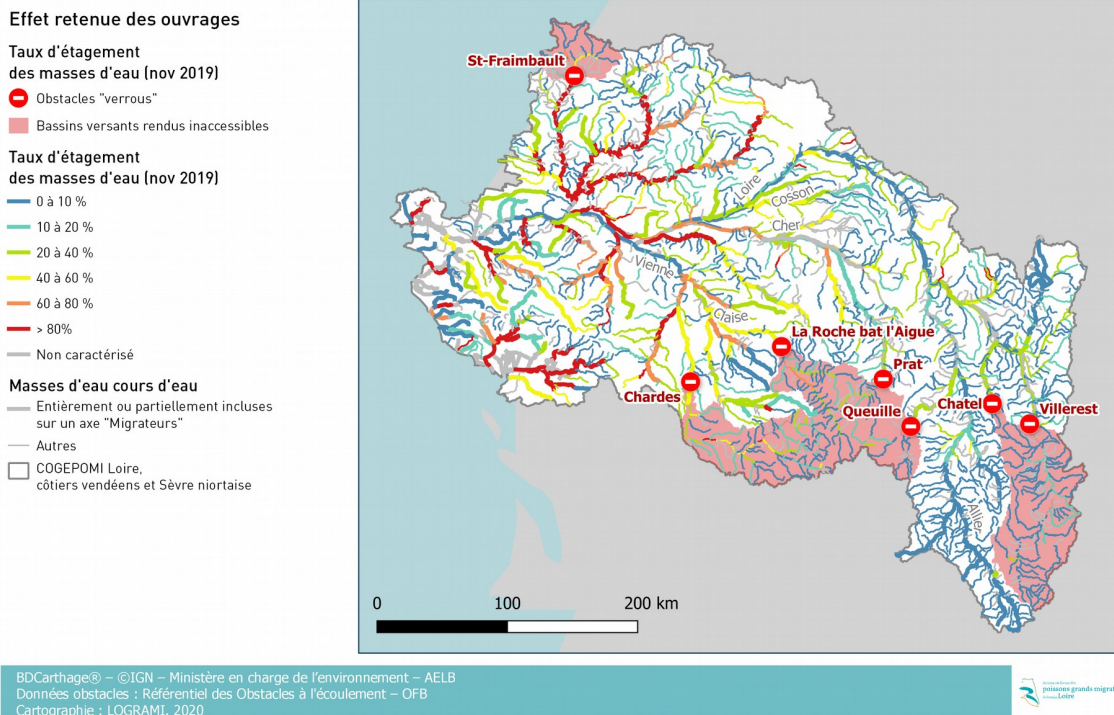 Effet retenue des ouvrages
Taux d'étagement
des masses d'eau (nov 2019)
Obstacles "verrous"
Bassins versants rendus inaccessibles
Taux d'étagement
des masses d'eau (nov 2019)
0 à 10 %
10 à 20 %
20 à 40 %
40 à 60 %
60 à 80 %
> 80%
Non caractérisé
Masses d'eau cours d'eau
Entièrement ou partiellement incluses
sur un axe "Migrateurs"
Autres
COGEPOMI Loire,
côtiers vendéens et Sèvre niortaise
St-Fraimbault
Loire
Cosson
Cher
Vienne
Claise
La Roche bat l'Aigue
Prat
Chardes
Queuille
Chatel
Villerest
Allier
0 100 200 km
BDCarthage® – ©IGN – Ministère en charge de l'environnement – AELB
Données obstacles : Référentiel des Obstacles à l'écoulement – OFB
Cartographie : LOGRAMI, 2020
poissons grands migrat
Loire